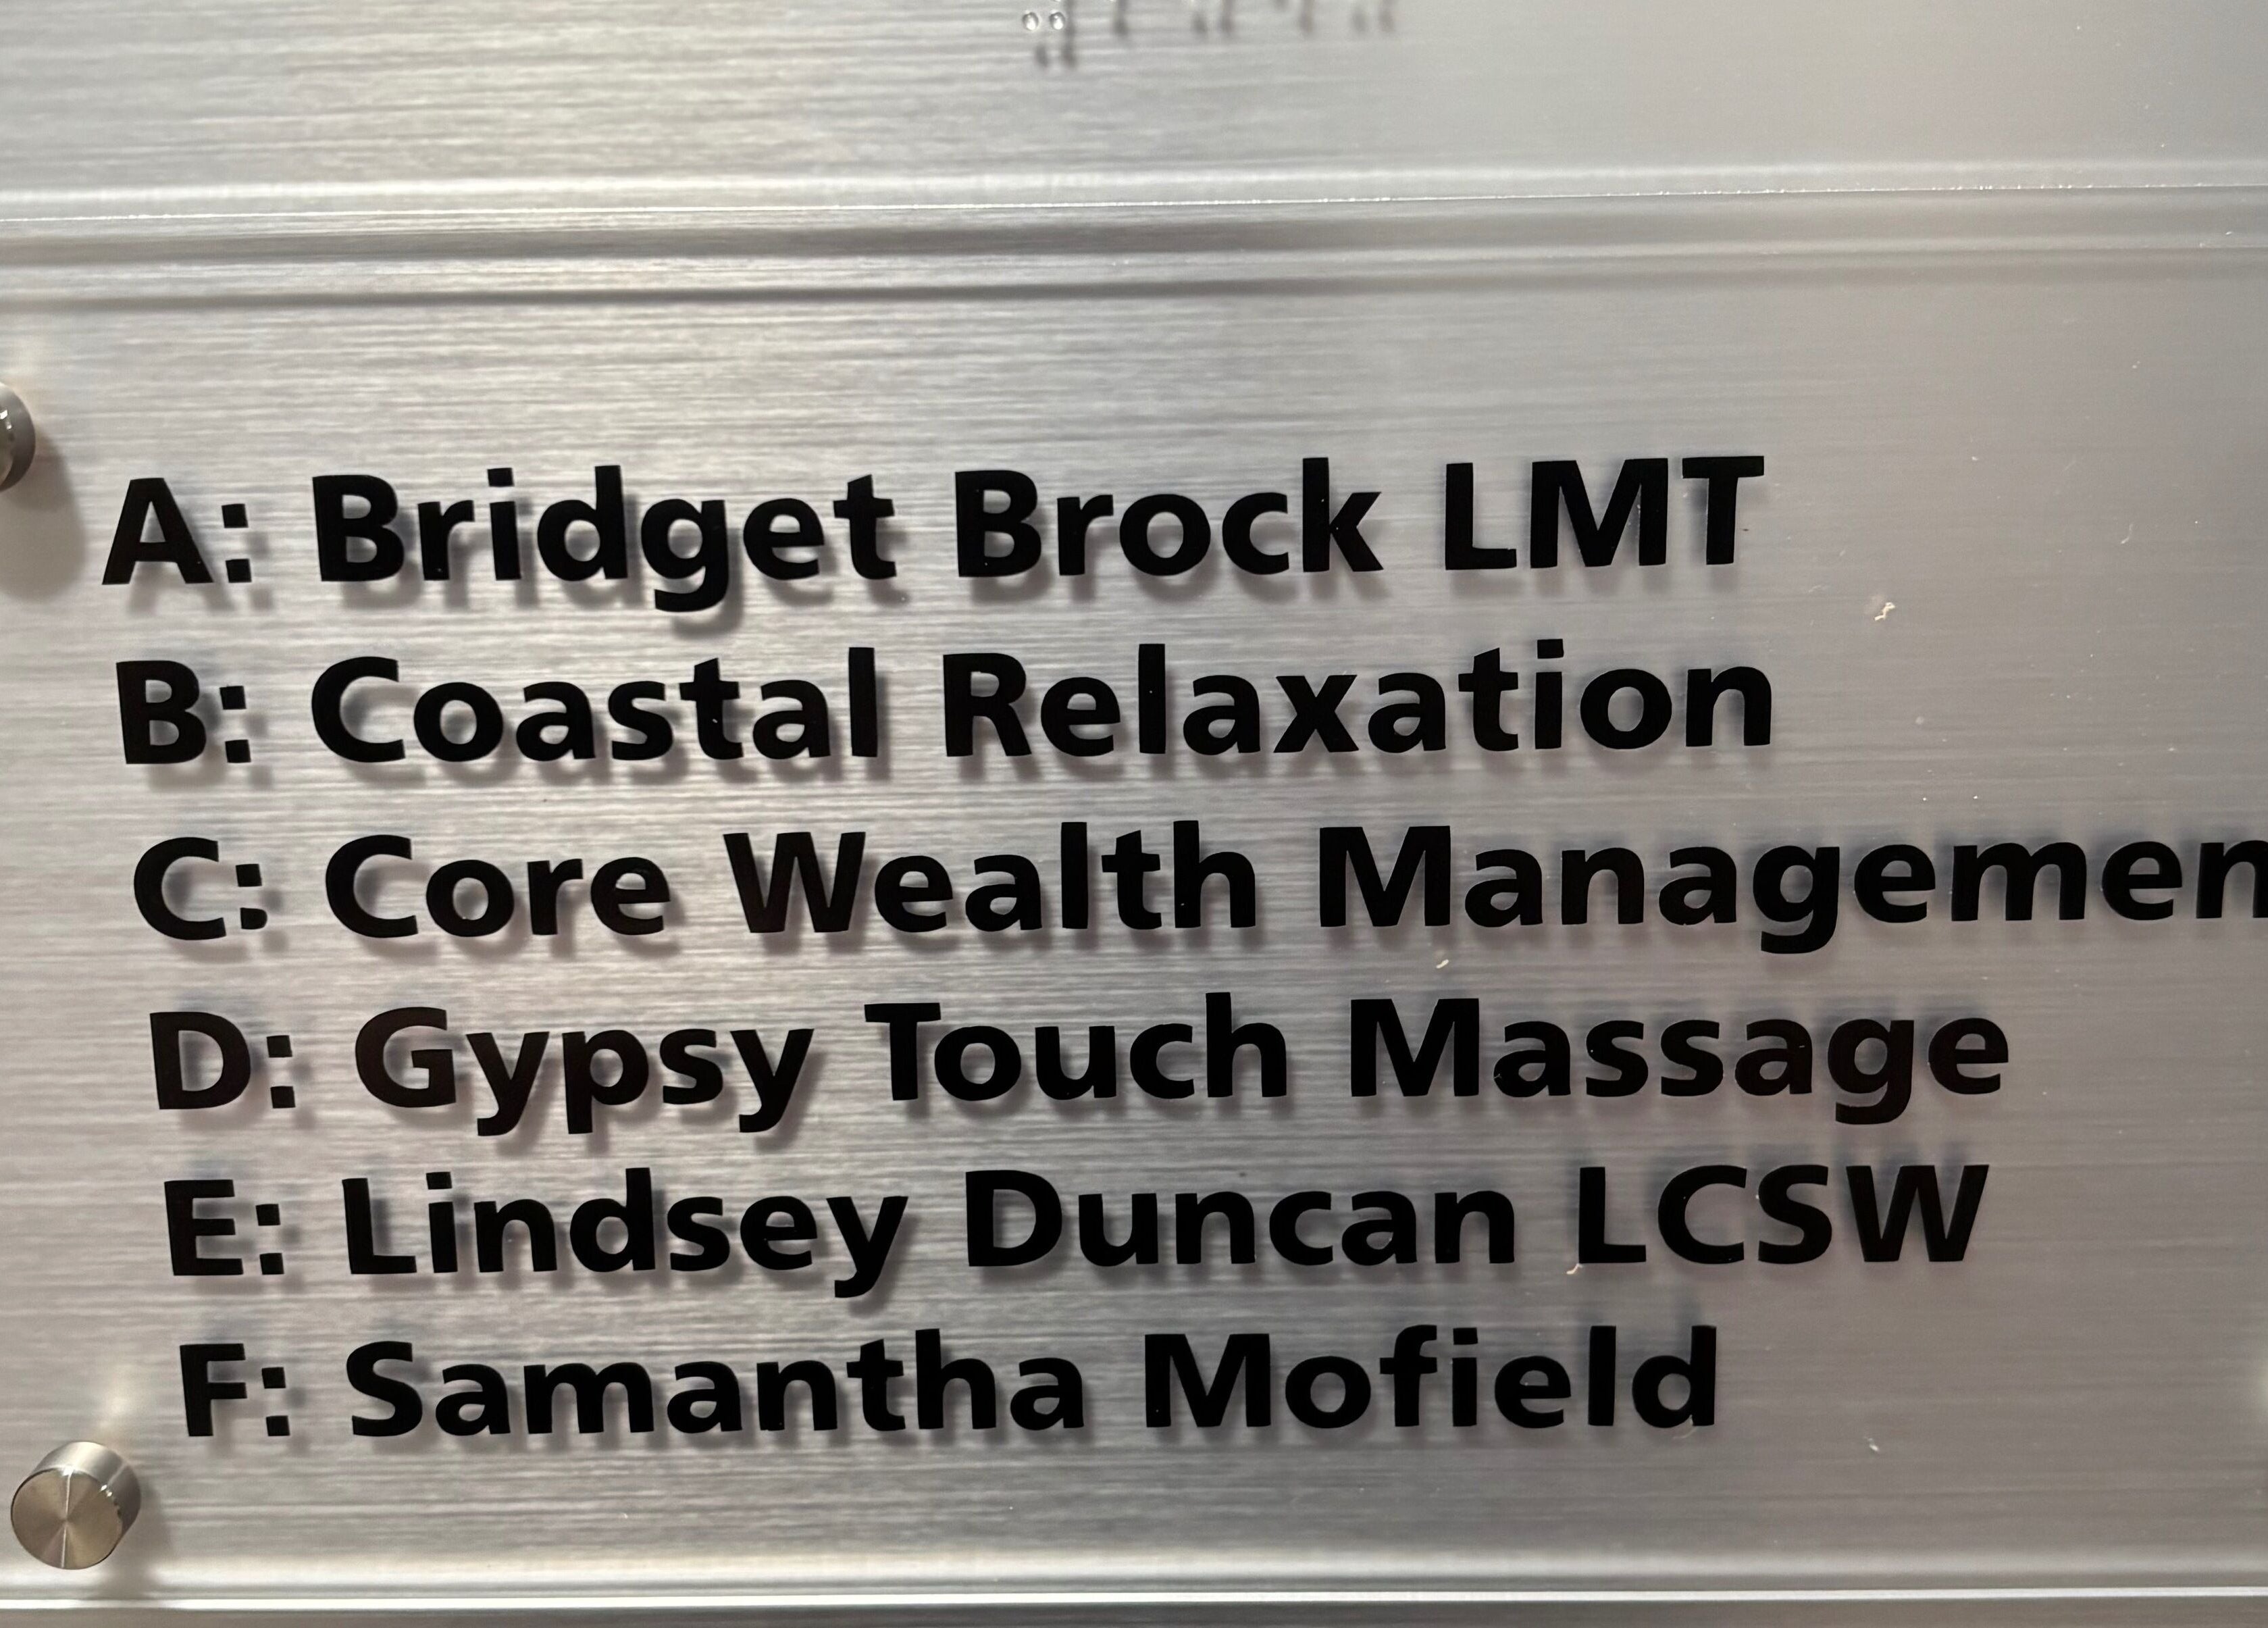 A: Bridget Brock LMT
B: Coastal Relaxation
C: Core Wealth Managemen
D: Gypsy Touch Massage
E: Lindsey Duncan LCSW
F: Samantha Mofield